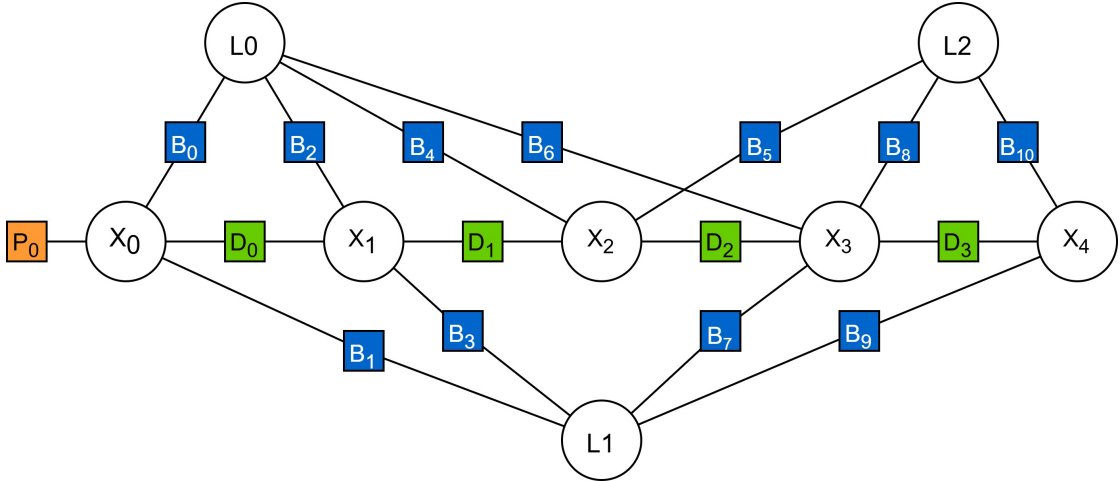 L0 L2
B₀ B₂ B₄ B₆ B₅ B₈ B₁₀
P₀ X₀ D₀ X₁ D₁ X₂ D₂ X₃ D₃ X₄
B₁ B₃ B₇ B₉
L1